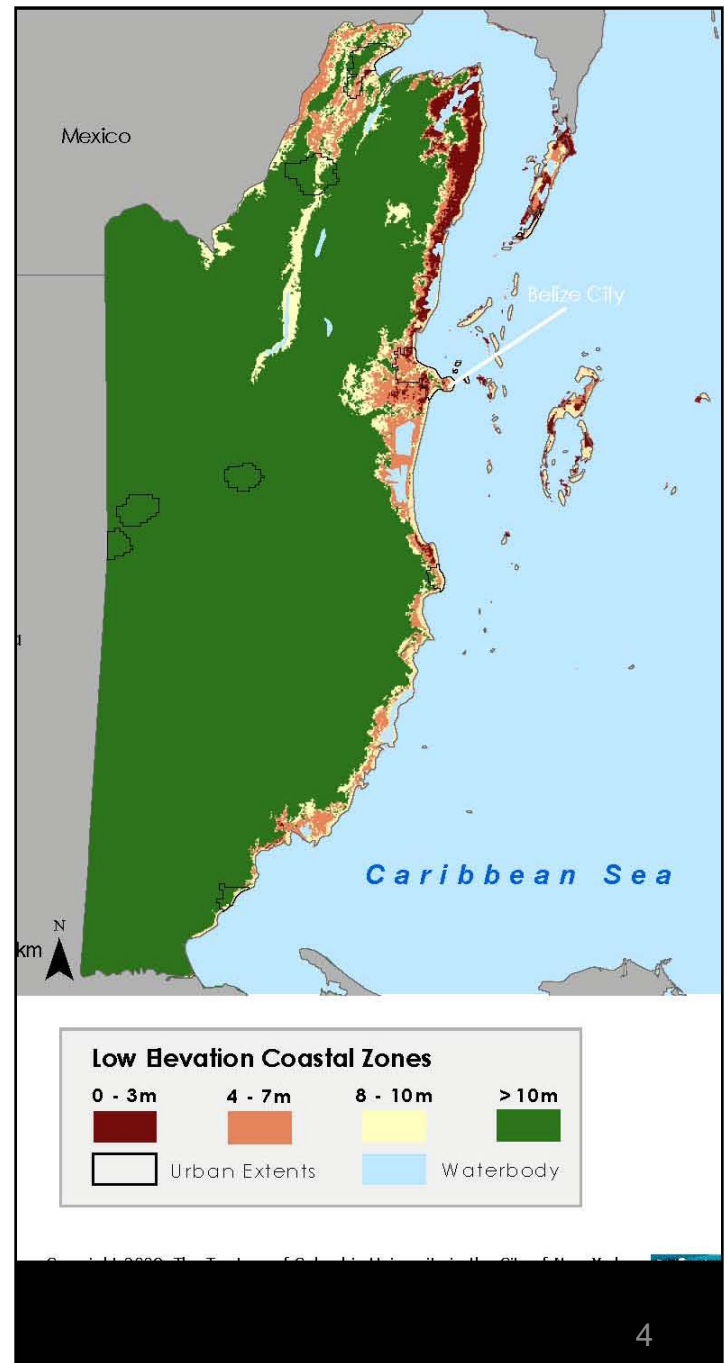 Mexico
Belize City
Caribbean Sea
N
km
Low Elevation Coastal Zones
0 - 3m 4 - 7m 8 - 10m >10m
Urban Extents Waterbody
4